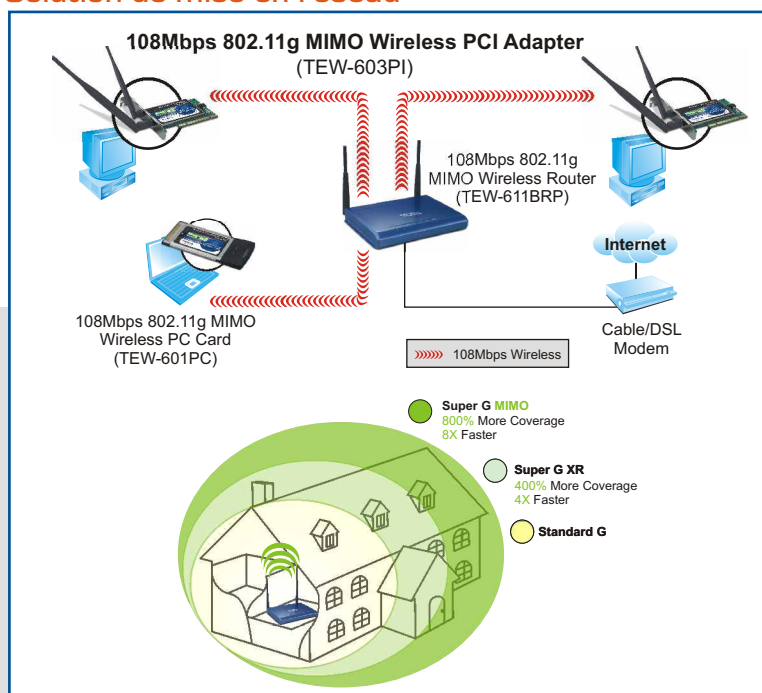 108Mbps 802.11g MIMO Wireless PCI Adapter
(TEW-603PI)
108Mbps 802.11g
MIMO Wireless Router
(TEW-611BRP)
Internet
108Mbps 802.11g MIMO
Wireless PC Card
(TEW-601PC)
Cable/DSL
Modem
108Mbps Wireless
Super G MIMO
800% More Coverage
8X Faster
Super G XR
400% More Coverage
4X Faster
Standard G